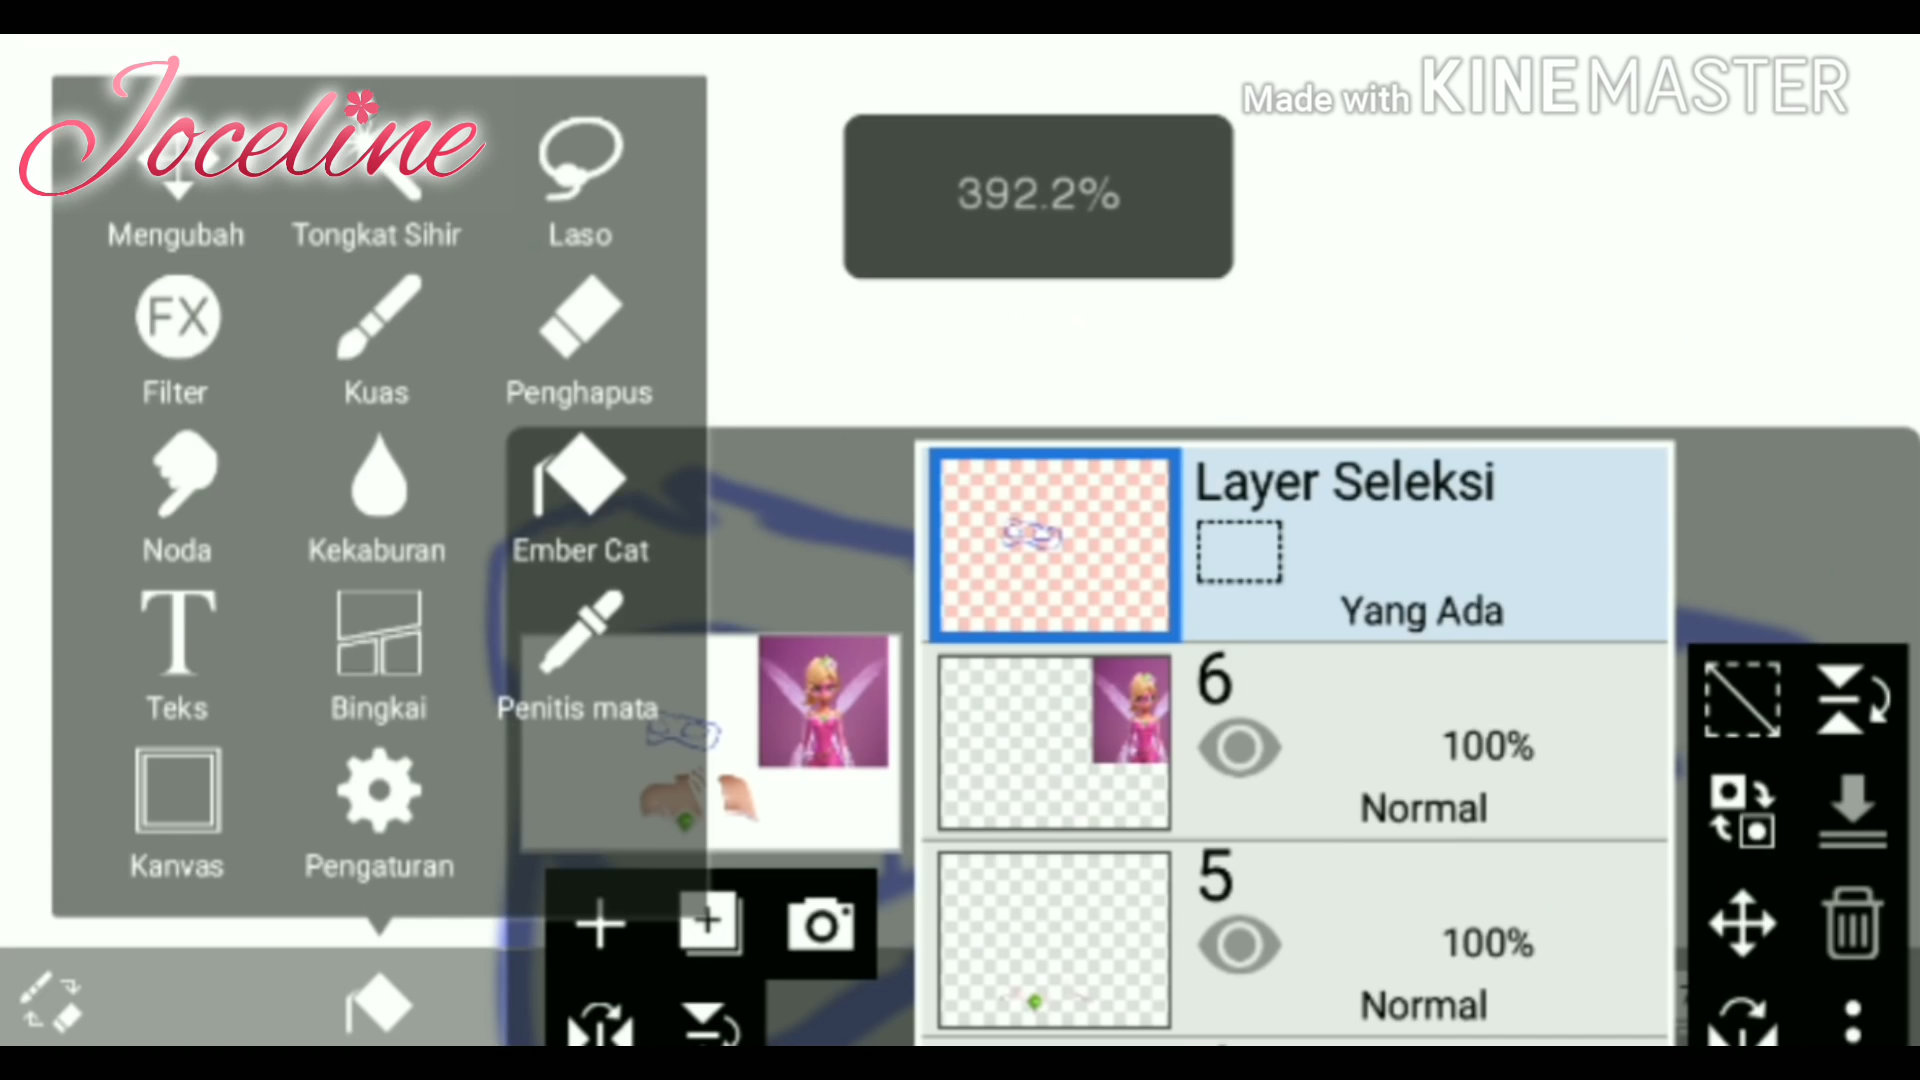 Joceline
Made with KINEMASTER
392.2%
Mengubah
Tongkat Sihir
Laso
FX
Filter
Kuas
Penghapus
Noda
Kekaburan
Ember Cat
T
Teks
Bingkai
Penitis mata
Kanvas
Pengaturan
Layer Seleksi
Yang Ada
6
100%
Normal
5
100%
Normal